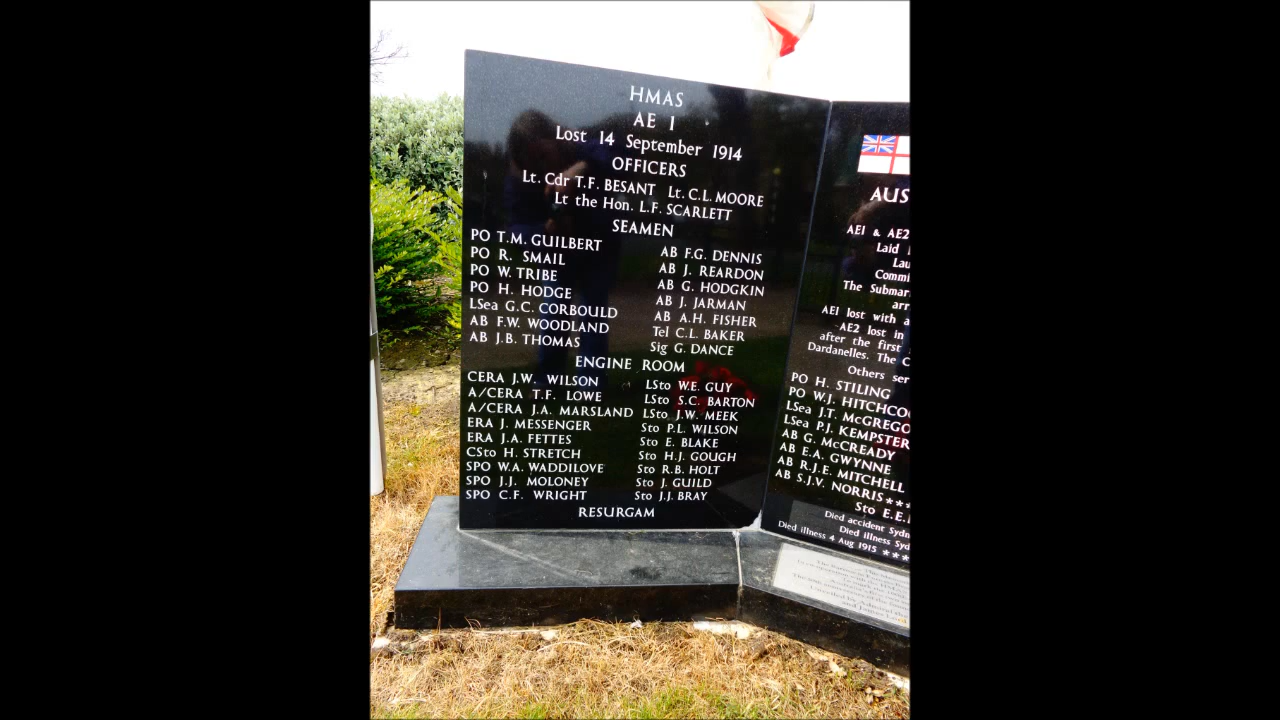 HMAS
AE 1
Lost 14 September 1914
OFFICERS
Lt. Cdr T.F. BESANT Lt. C.L. MOORE
Lt the Hon. L.F. SCARLETT
SEAMEN
PO T.M. GUILBERT
PO R. SMAIL
PO W. TRIBE
PO H. HODGE
LSea G.C. CORBOULD
AB F.W. WOODLAND
AB J.B. THOMAS
AB F.G. DENNIS
AB J. REARDON
AB G. HODGKIN
AB J. JARMAN
AB A.H. FISHER
Tel C.L. BAKER
Sig G. DANCE
ENGINE ROOM
CERA J.W. WILSON
A/CERA T.F. LOWE
A/CERA J.A. MARSLAND
ERA J. MESSENGER
ERA J.A. FETTES
CSto H. STRETCH
SPO W.A. WADDILOVE
SPO J.J. MOLONEY
SPO C.F. WRIGHT
LSto W.E. GUY
LSto S.C. BARTON
LSto J.W. MEEK
Sto P.L. WILSON
Sto E. BLAKE
Sto H.J. GOUGH
Sto R.B. HOLT
Sto J. GUILD
Sto J.J. BRAY
RESURGAM
AUS
AE1 & AE2
Laid
Lau
Commi
The Submar
arr
AE1 lost with a
AE2 lost in
after the first
Dardanelles. The C
Others ser
PO H. STILING
PO W.J. HITCHCO
LSea J.T. McGREGO
LSea P.J. KEMPSTER
AB G. McCREADY
AB E.A. GWYNNE
AB R.J.E. MITCHELL
AB S.J.V. NORRIS***
Sto E.E.
Died accident Sydn
Died illness Syd
Died illness 4 Aug 1915 ***